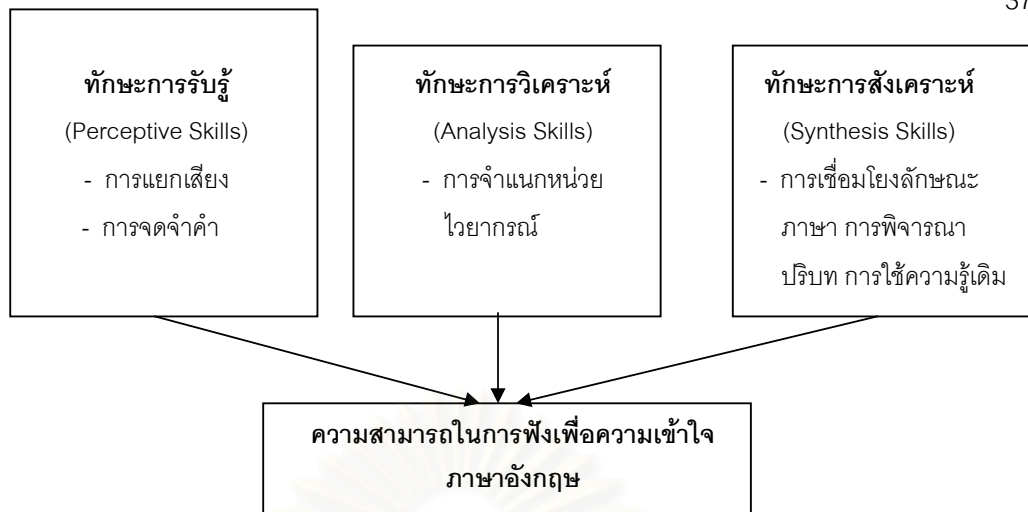 37
ทักษะการรับรู้
(Perceptive Skills)
- การแยกเสียง
- การจดจำคำ
ทักษะการวิเคราะห์
(Analysis Skills)
- การจำแนกหน่วย
ไวยากรณ์
ทักษะการสังเคราะห์
(Synthesis Skills)
- การเชื่อมโยงลักษณะ
ภาษา การพิจารณา
ปริบท การใช้ความรู้เดิม
ความสามารถในการฟังเพื่อความเข้าใจ
ภาษาอังกฤษ